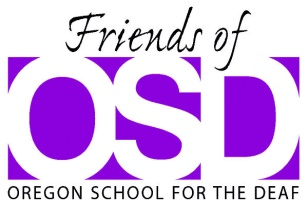 Friends of
OSD
OREGON SCHOOL FOR THE DEAF